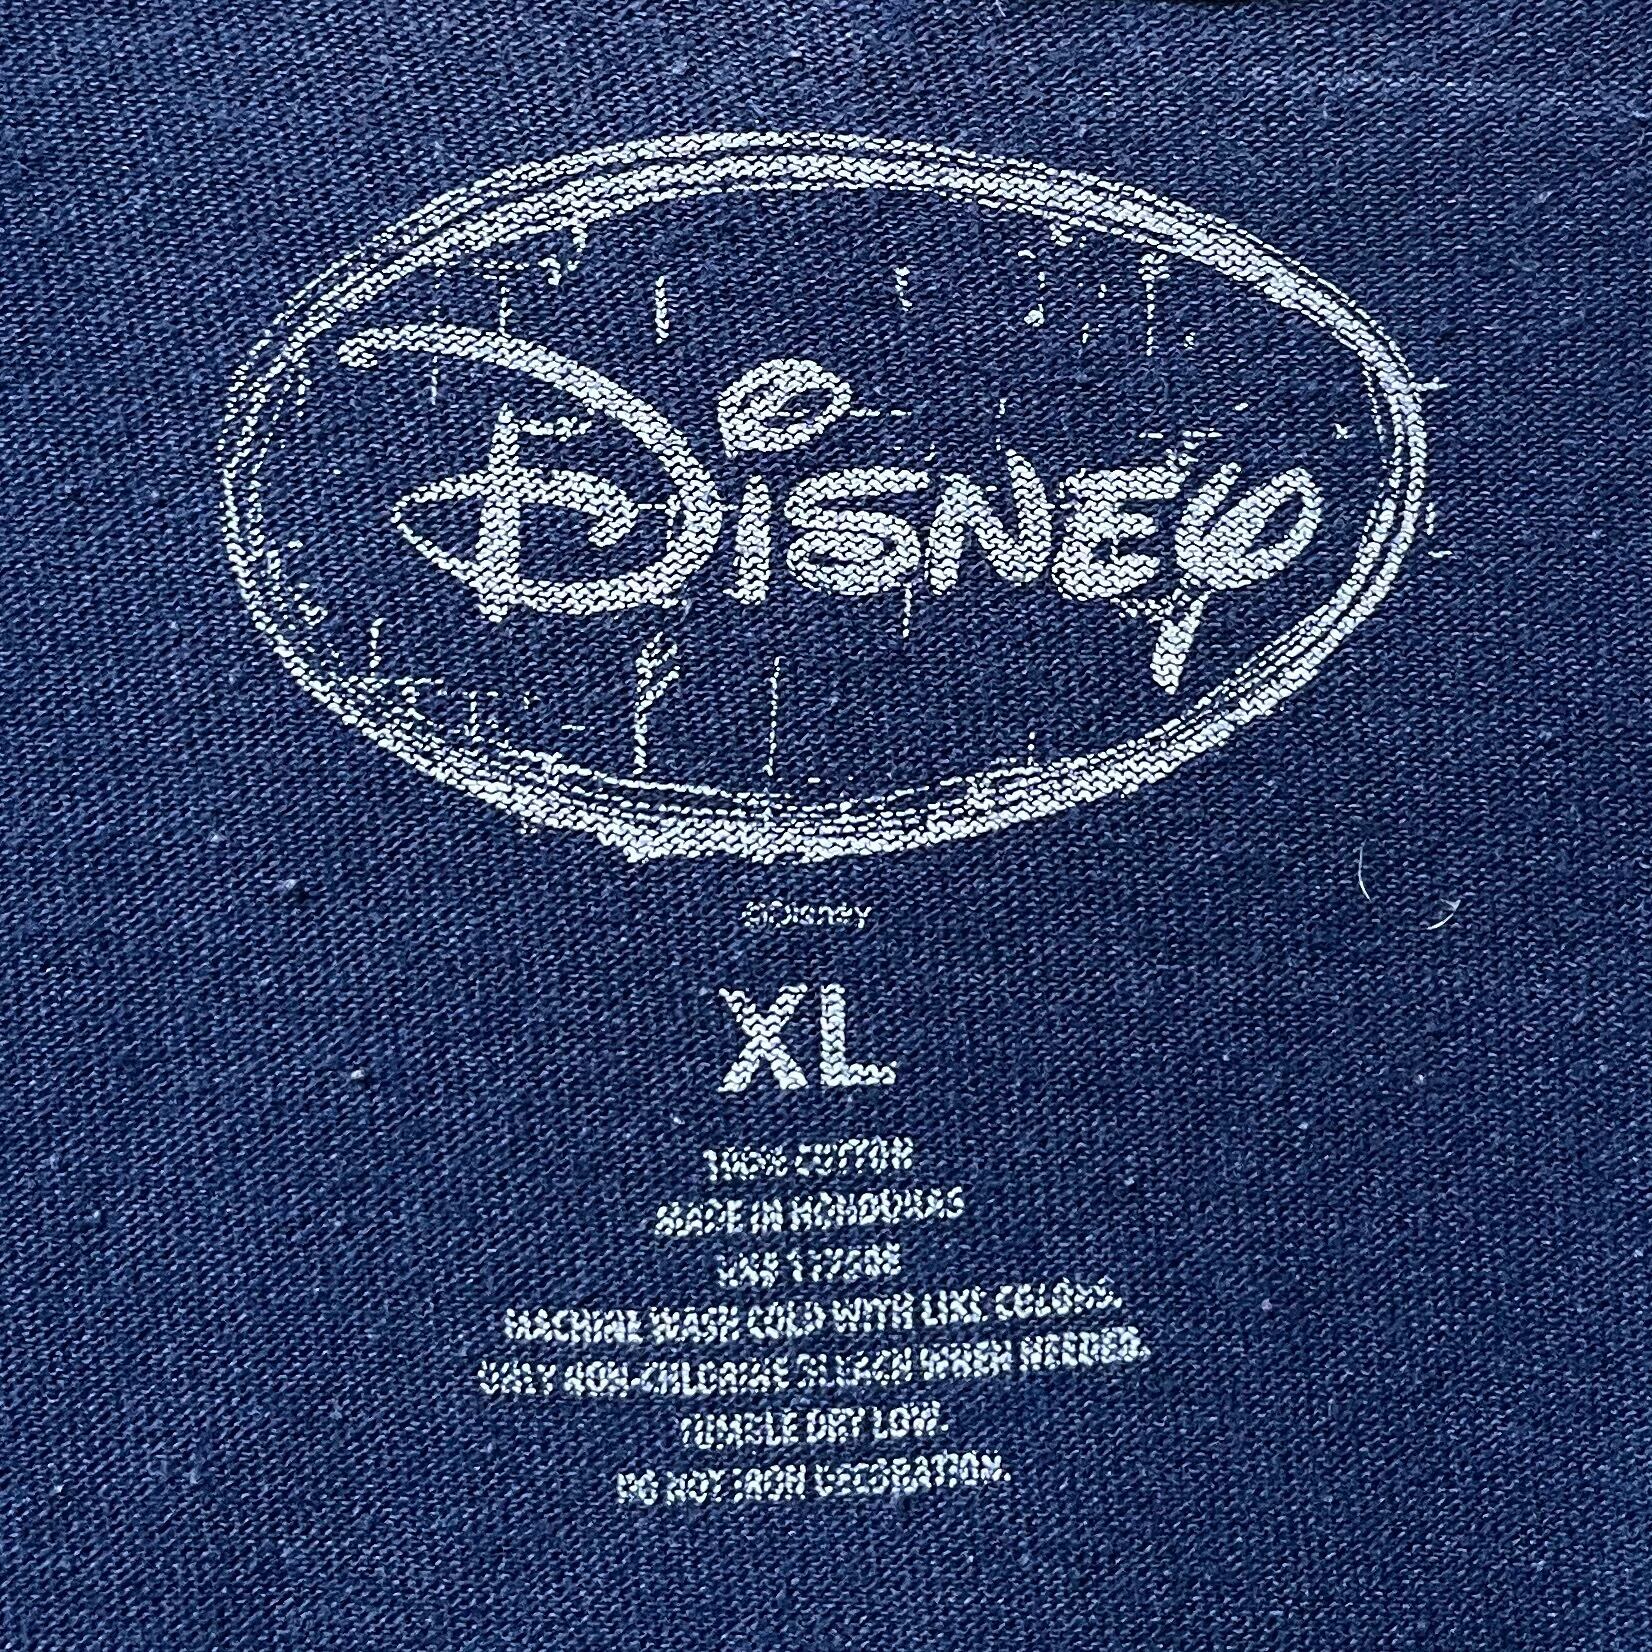 Disney
©Disney
XL
100% COTTON
MADE IN HONDURAS
RN#
MACHINE WASH COLD WITH LIKE COLORS.
ONLY NON-CHLORINE BLEACH WHEN NEEDED.
TUMBLE DRY LOW.
DO NOT IRON DECORATION.